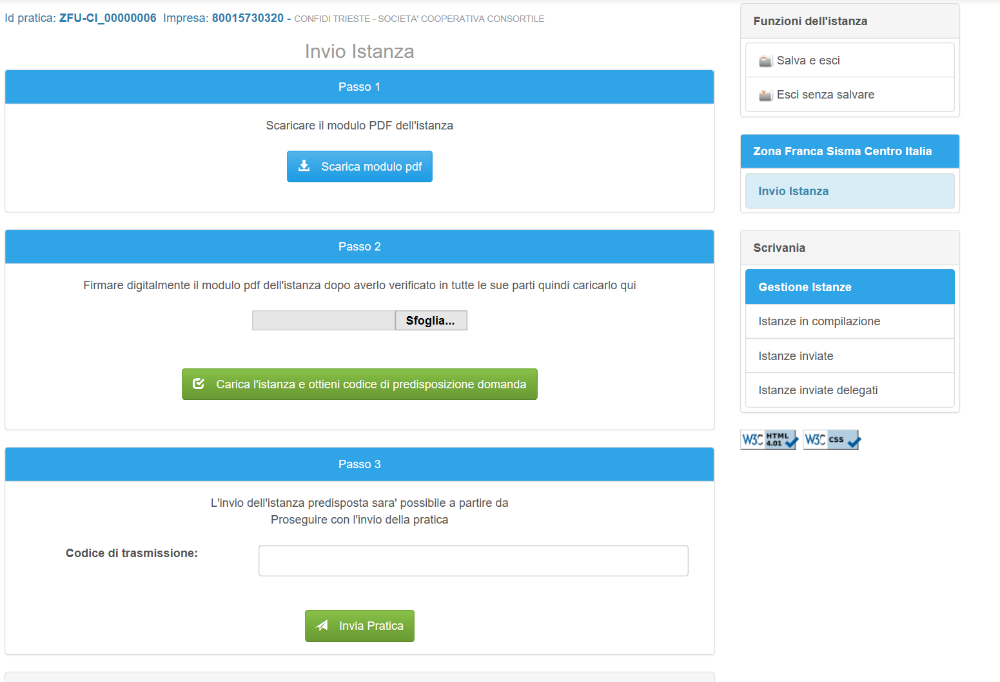 Id pratica: ZFU-CI_00000006 Impresa: 80015730320 - CONFIDI TRIESTE - SOCIETA' COOPERATIVA CONSORTILE
Invio Istanza
Passo 1
Scaricare il modulo PDF dell'istanza
Scarica modulo pdf
Passo 2
Firmare digitalmente il modulo pdf dell'istanza dopo averlo verificato in tutte le sue parti quindi caricarlo qui
Sfoglia...
Carica l'istanza e ottieni codice di predisposizione domanda
Passo 3
L'invio dell'istanza predisposta sara' possibile a partire da
Proseguire con l'invio della pratica
Codice di trasmissione:
Invia Pratica
Funzioni dell'istanza
Salva e esci
Esci senza salvare
Zona Franca Sisma Centro Italia
Invio Istanza
Scrivania
Gestione Istanze
Istanze in compilazione
Istanze inviate
Istanze inviate delegati
W3C HTML 4.01
W3C CSS